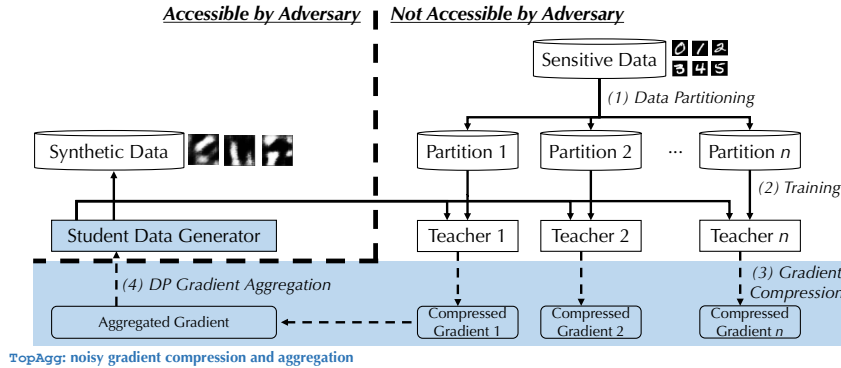 Accessible by Adversary
Not Accessible by Adversary
Sensitive Data
0 1 2
3 4 5
(1) Data Partitioning
Synthetic Data
Partition 1
Partition 2
...
Partition n
(2) Training
Student Data Generator
Teacher 1
Teacher 2
Teacher n
(4) DP Gradient Aggregation
(3) Gradient
Compression
Aggregated Gradient
Compressed
Gradient 1
Compressed
Gradient 2
Compressed
Gradient n
TopAgg: noisy gradient compression and aggregation